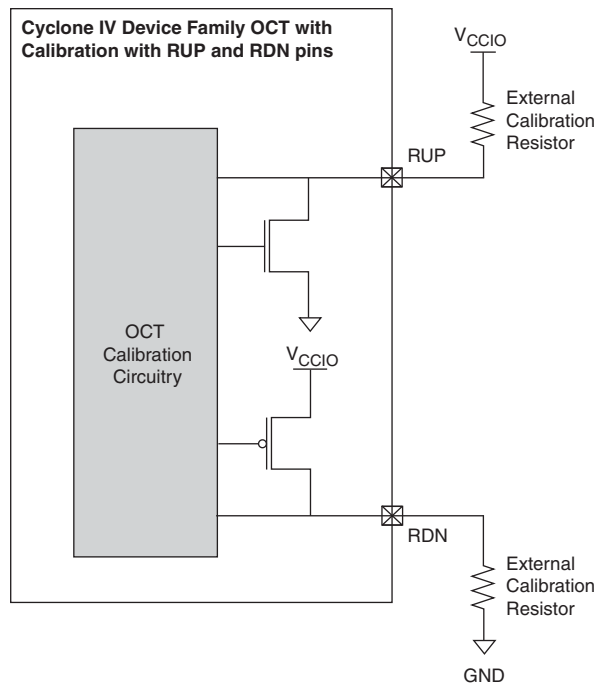 Cyclone IV Device Family OCT with
Calibration with RUP and RDN pins
VCCIO
External
Calibration
Resistor
RUP
OCT
Calibration
Circuitry
VCCIO
RDN
External
Calibration
Resistor
GND